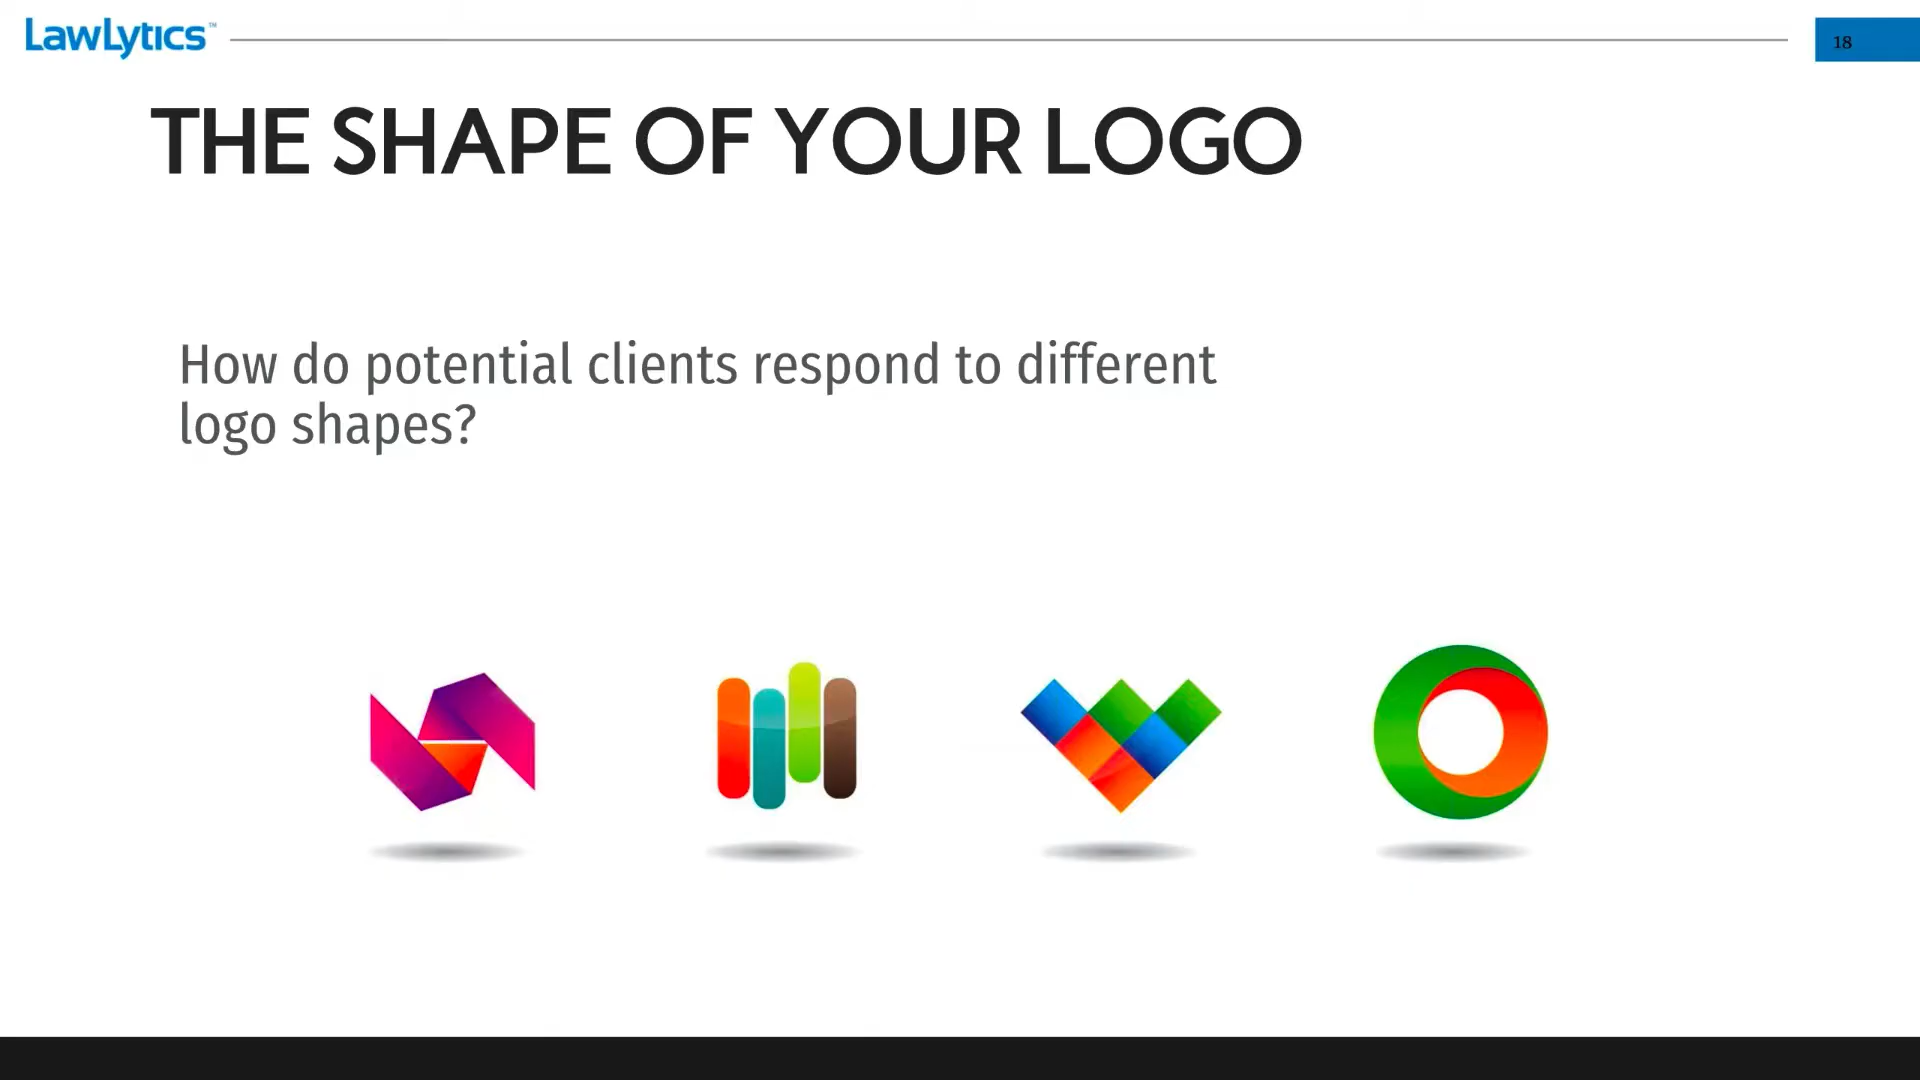 LawLytics™
18
THE SHAPE OF YOUR LOGO
How do potential clients respond to different
logo shapes?